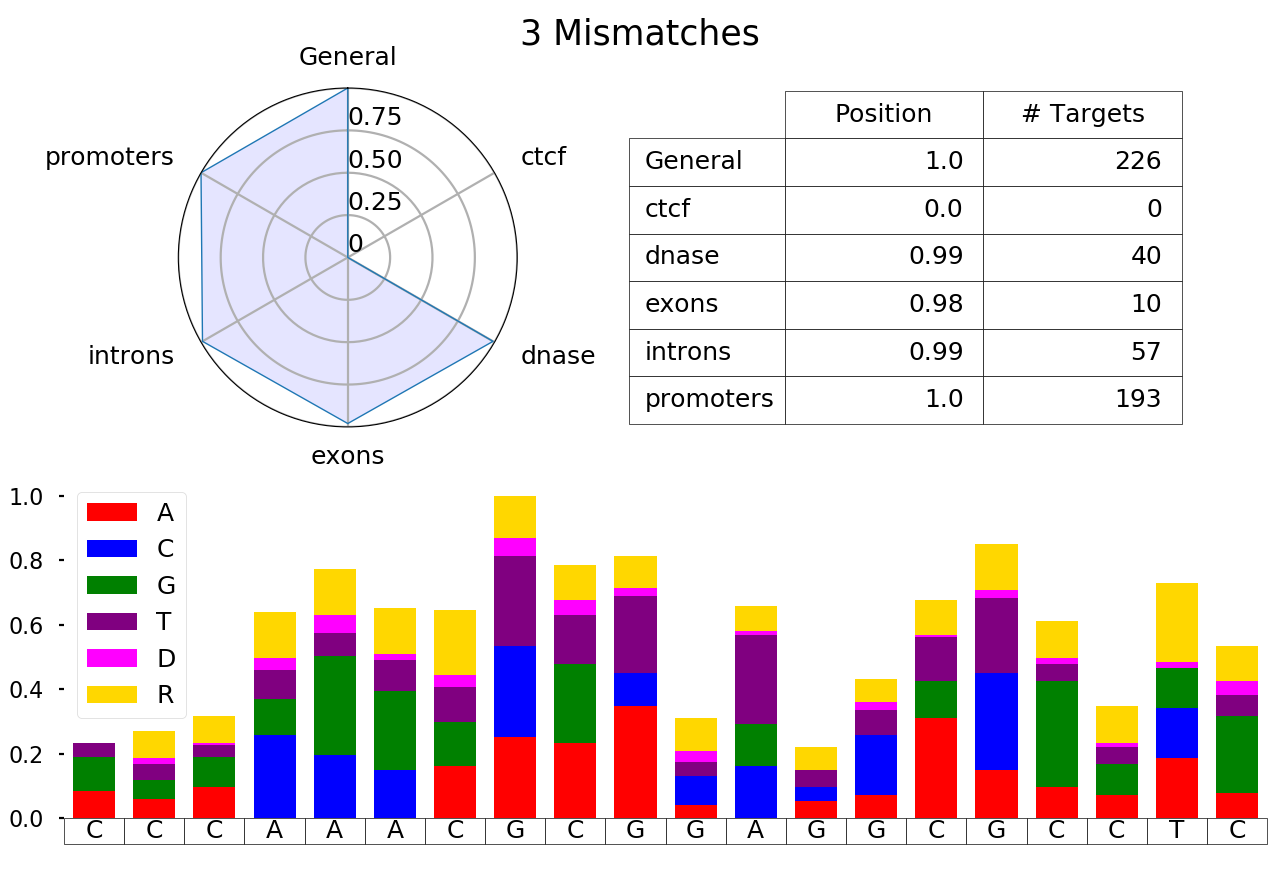 3 Mismatches
General
promoters
ctcf
introns
dnase
exons
0.75
0.50
0.25
0
Position # Targets
General 1.0 226
ctcf 0.0 0
dnase 0.99 40
exons 0.98 10
introns 0.99 57
promoters 1.0 193
1.0
0.8
0.6
0.4
0.2
0.0
A
C
G
T
D
R
C C C A A A C G C G G A G G C G C C T C